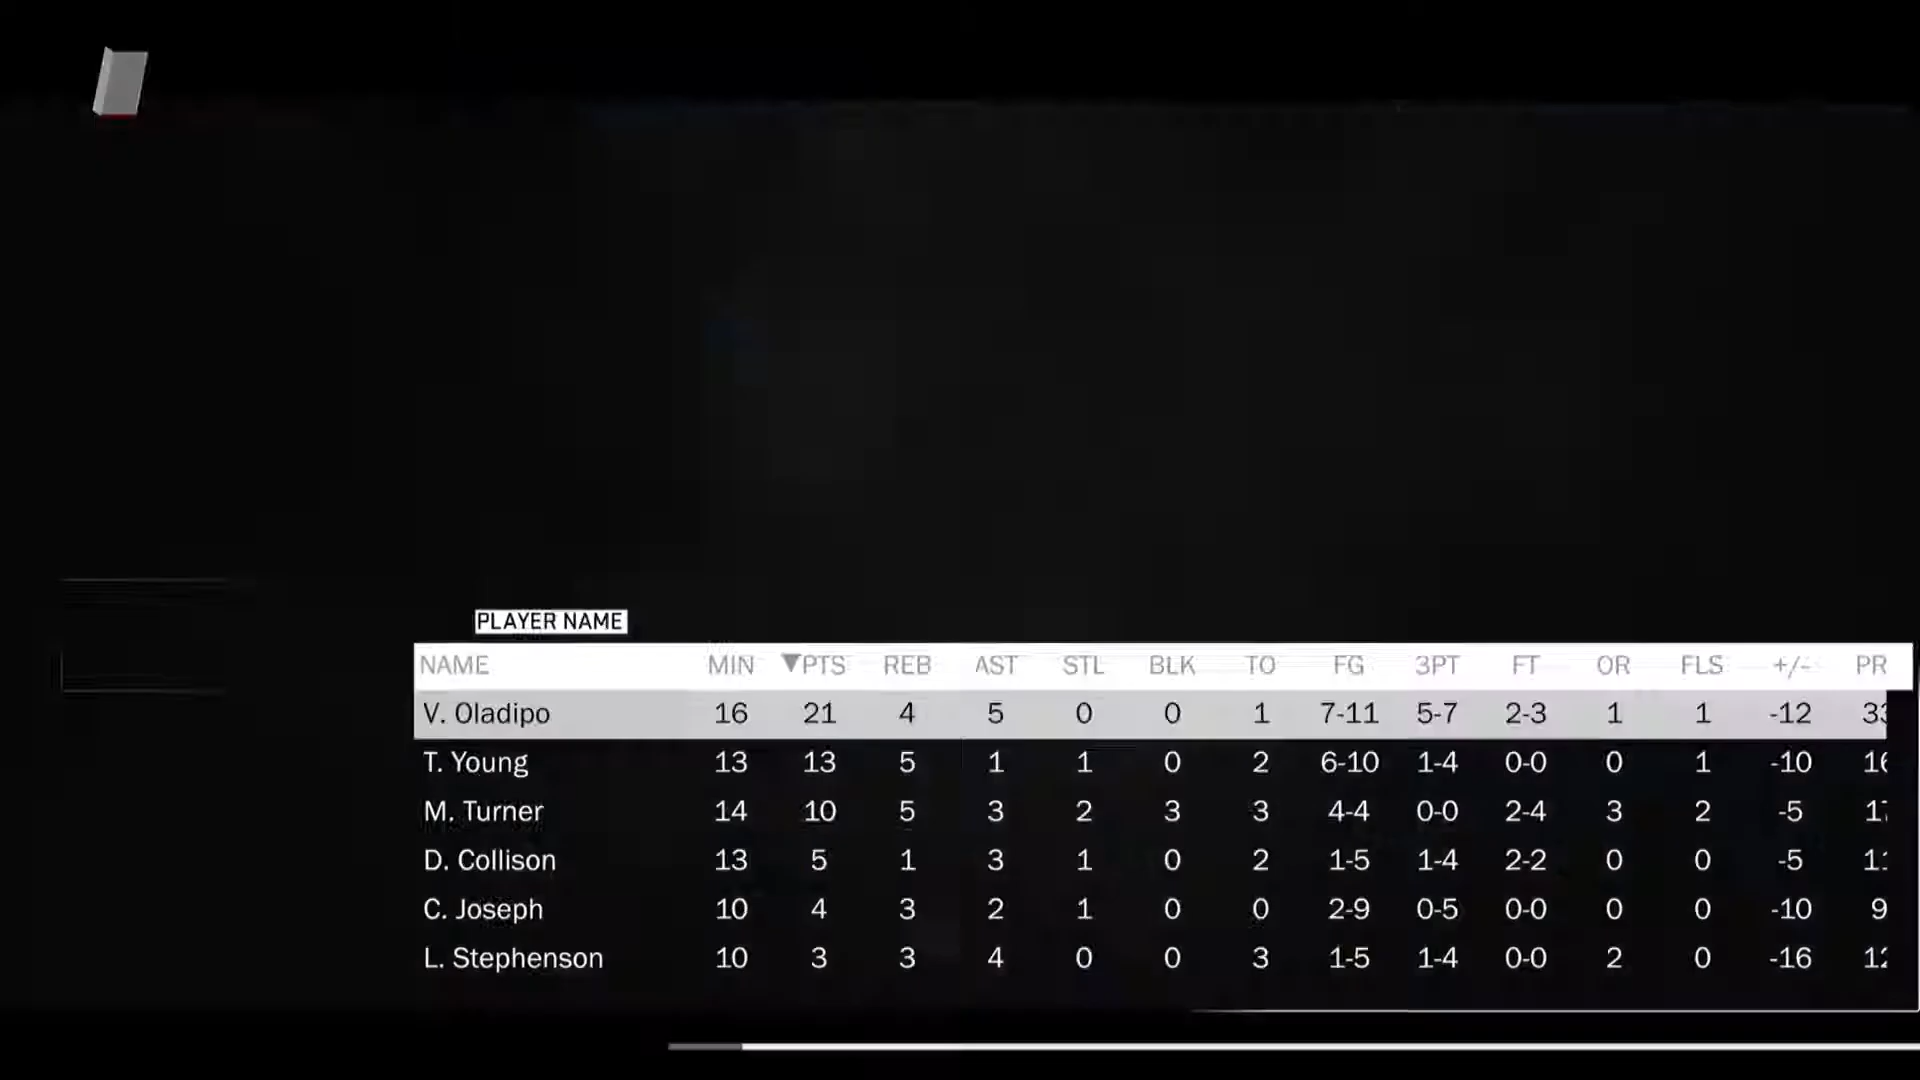 PLAYER NAME
NAME MIN ▼PTS REB AST STL BLK TO FG 3PT FT OR FLS +/- PR
V. Oladipo 16 21 4 5 0 0 1 7-11 5-7 2-3 1 1 -12
T. Young 13 13 5 1 1 0 2 6-10 1-4 0-0 0 1 -10
M. Turner 14 10 5 3 2 3 3 4-4 0-0 2-4 3 2 -5
D. Collison 13 5 1 3 1 0 2 1-5 1-4 2-2 0 0 -5
C. Joseph 10 4 3 2 1 0 0 2-9 0-5 0-0 0 0 -10 9
L. Stephenson 10 3 3 4 0 0 3 1-5 1-4 0-0 2 0 -16